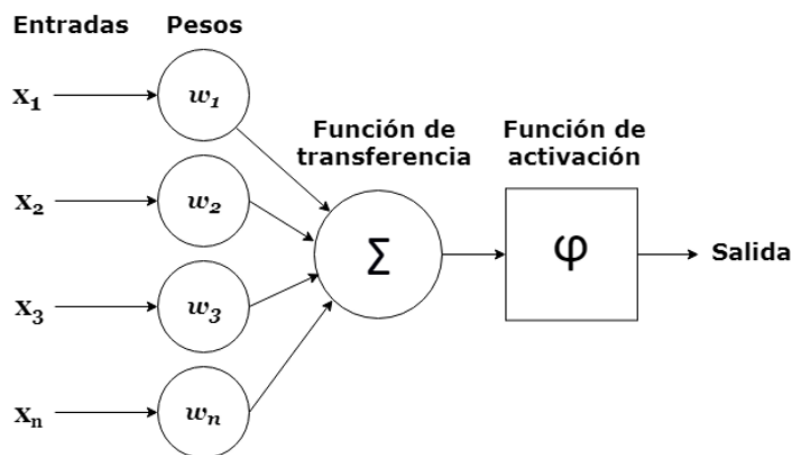 Entradas
Pesos
x1
w1
Función de
transferencia
Función de
activación
x2
w2
Σ
φ
Salida
x3
w3
xn
wn